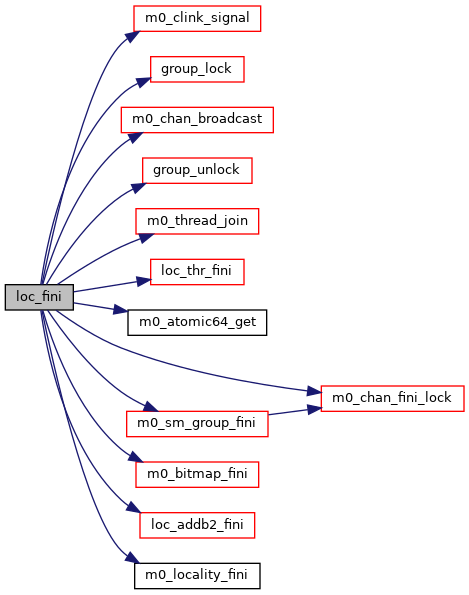 m0_clink_signal
group_lock
m0_chan_broadcast
group_unlock
m0_thread_join
loc_thr_fini
loc_fini
m0_atomic64_get
m0_chan_fini_lock
m0_sm_group_fini
m0_bitmap_fini
loc_addb2_fini
m0_locality_fini